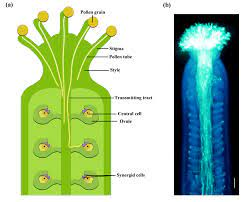 (a)
Pollen grain
Stigma
Pollen tube
Style
Transmitting tract
Central cell
Ovule
Synergid cells
(b)